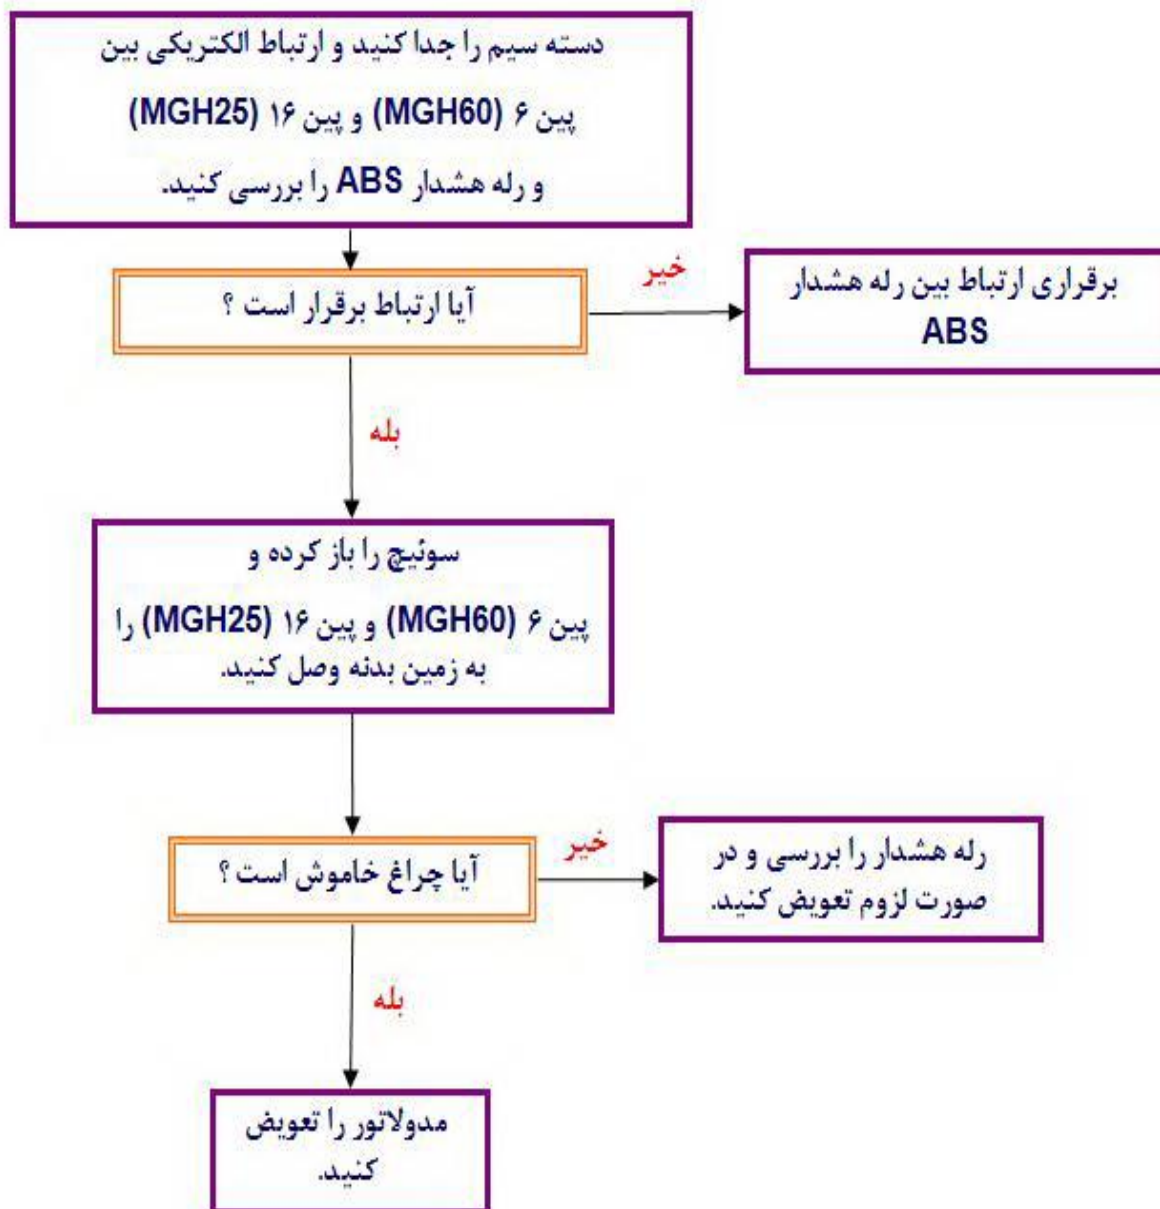 دسته سیم را جدا کنید و ارتباط الکتریکی بین
پین ۶ (MGH60) و پین ۱۶ (MGH25)
و رله هشدار ABS را بررسی کنید.
آیا ارتباط برقرار است ؟
خیر
برقراری ارتباط بین رله هشدار
ABS
بله
سوئیچ را باز کرده و
پین ۶ (MGH60) و پین ۱۶ (MGH25) را
به زمین بدنه وصل کنید.
آیا چراغ خاموش است ؟
خیر
رله هشدار را بررسی و در
صورت لزوم تعویض کنید.
بله
مدولاتور را تعویض
کنید.